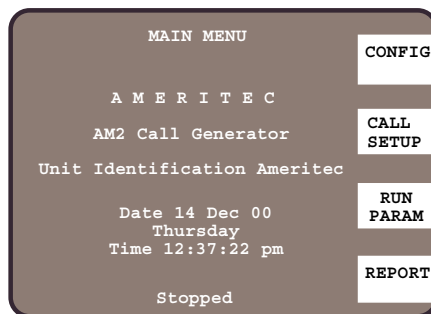 MAIN MENU
CONFIG
A M E R I T E C
AM2 Call Generator
CALL
SETUP
Unit Identification Ameritec
Date 14 Dec 00
Thursday
Time 12:37:22 pm
RUN
PARAM
REPORT
Stopped